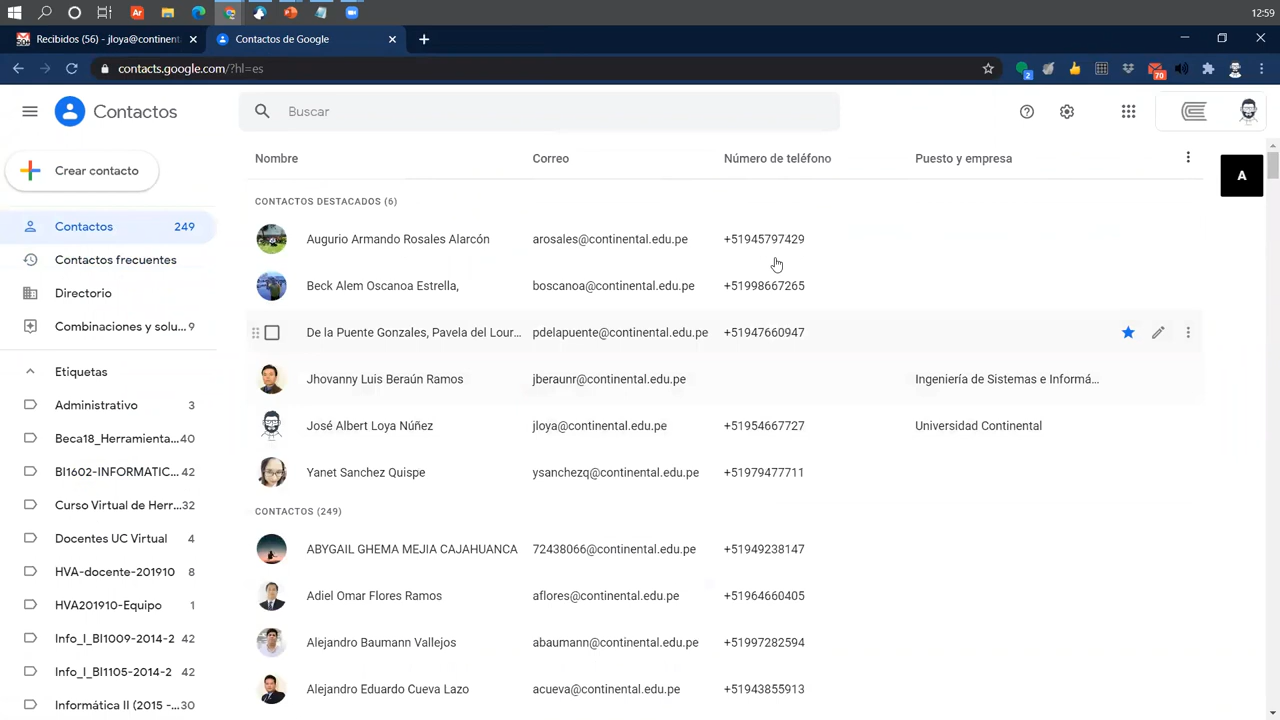 12:59
Recibidos (56) - jloya@continent
Contactos de Google
contacts.google.com/?hl=es
2
70
Contactos
Buscar
Crear contacto
Nombre Correo Número de teléfono Puesto y empresa
A
Contactos 249
Contactos frecuentes
Directorio
Combinaciones y solu... 9
Etiquetas
Administrativo 3
Beca18_Herramienta... 40
BI1602-INFORMATIC... 42
Curso Virtual de Herr... 32
Docentes UC Virtual 4
HVA-docente-201910 8
HVA201910-Equipo 1
Info_I_BI1009-2014-2 42
Info_I_BI1105-2014-2 42
Informática II (2015 -... 30
CONTACTOS DESTACADOS (6)
Augurio Armando Rosales Alarcón arosales@continental.edu.pe +51945797429
Beck Alem Oscanoa Estrella, boscanoa@continental.edu.pe +51998667265
De la Puente Gonzales, Pavela del Lour... pdelapuente@continental.edu.pe +51947660947
Jhovanny Luis Beraún Ramos jberaunr@continental.edu.pe Ingeniería de Sistemas e Informá...
José Albert Loya Núñez jloya@continental.edu.pe +51954667727 Universidad Continental
Yanet Sanchez Quispe ysanchezq@continental.edu.pe +51979477711
CONTACTOS (249)
ABYGAIL GHEMA MEJIA CAJAHUANCA 72438066@continental.edu.pe +51949238147
Adiel Omar Flores Ramos aflores@continental.edu.pe +51964660405
Alejandro Baumann Vallejos abaumann@continental.edu.pe +51997282594
Alejandro Eduardo Cueva Lazo acueva@continental.edu.pe +51943855913